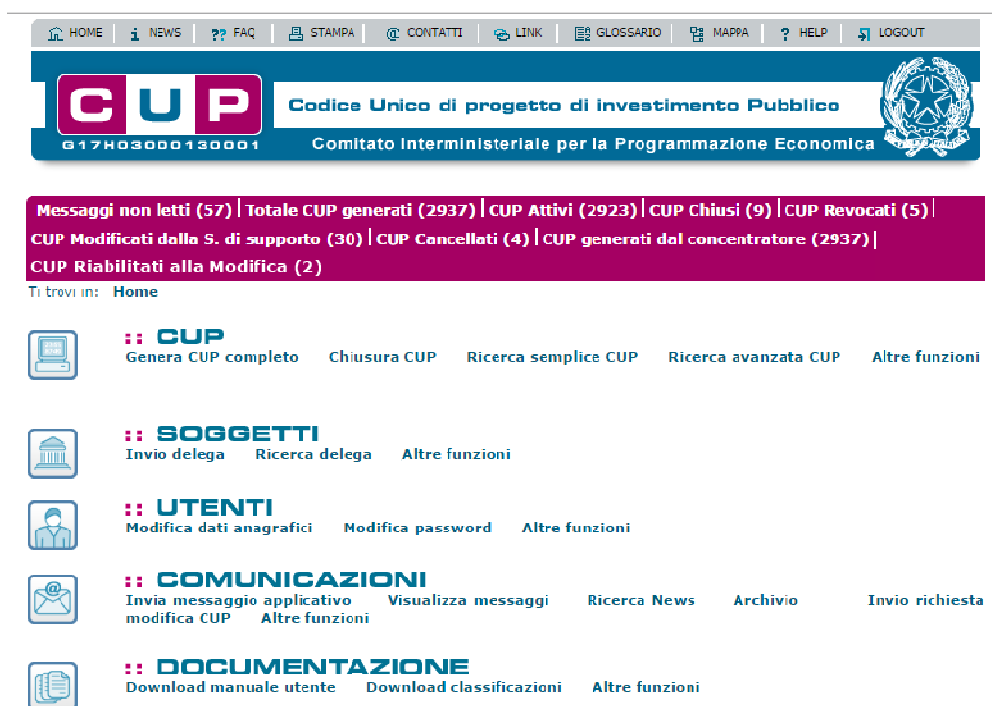 HOME NEWS ?? FAQ STAMPA @ CONTATTI LINK GLOSSARIO MAPPA ? HELP LOGOUT
CUP
G17H03000130001
Codice Unico di progetto di investimento Pubblico
Comitato Interministeriale per la Programmazione Economica
Messaggi non letti (57) | Totale CUP generati (2937) | CUP Attivi (2923) | CUP Chiusi (9) | CUP Revocati (5) |
CUP Modificati dalla S. di supporto (30) | CUP Cancellati (4) | CUP generati dal concentratore (2937) |
CUP Riabilitati alla Modifica (2)
Ti trovi in: Home
:: CUP
Genera CUP completo Chiusura CUP Ricerca semplice CUP Ricerca avanzata CUP Altre funzioni
:: SOGGETTI
Invio delega Ricerca delega Altre funzioni
:: UTENTI
Modifica dati anagrafici Modifica password Altre funzioni
:: COMUNICAZIONI
Invia messaggio applicativo Visualizza messaggi Ricerca News Archivio Invio richiesta
modifica CUP Altre funzioni
:: DOCUMENTAZIONE
Download manuale utente Download classificazioni Altre funzioni